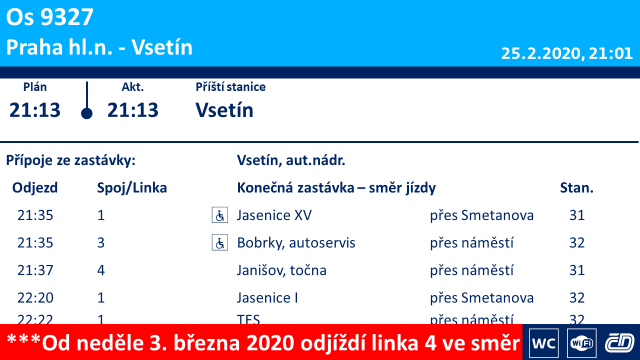 Os 9327
Praha hl.n. - Vsetín
25.2.2020, 21:01
Plán Akt. Příští stanice
21:13 21:13 Vsetín
Přípoje ze zastávky: Vsetín, aut.nádr.
Odjezd Spoj/Linka Konečná zastávka – směr jízdy Stan.
21:35 1 Jasenice XV přes Smetanova 31
21:35 3 Bobrky, autoservis přes náměstí 32
21:37 4 Janišov, točna přes náměstí 31
22:20 1 Jasenice I přes Smetanova 32
22:22 1 TES přes náměstí 32
***Od neděle 3. března 2020 odjíždí linka 4 ve směr WC WiFi ČD